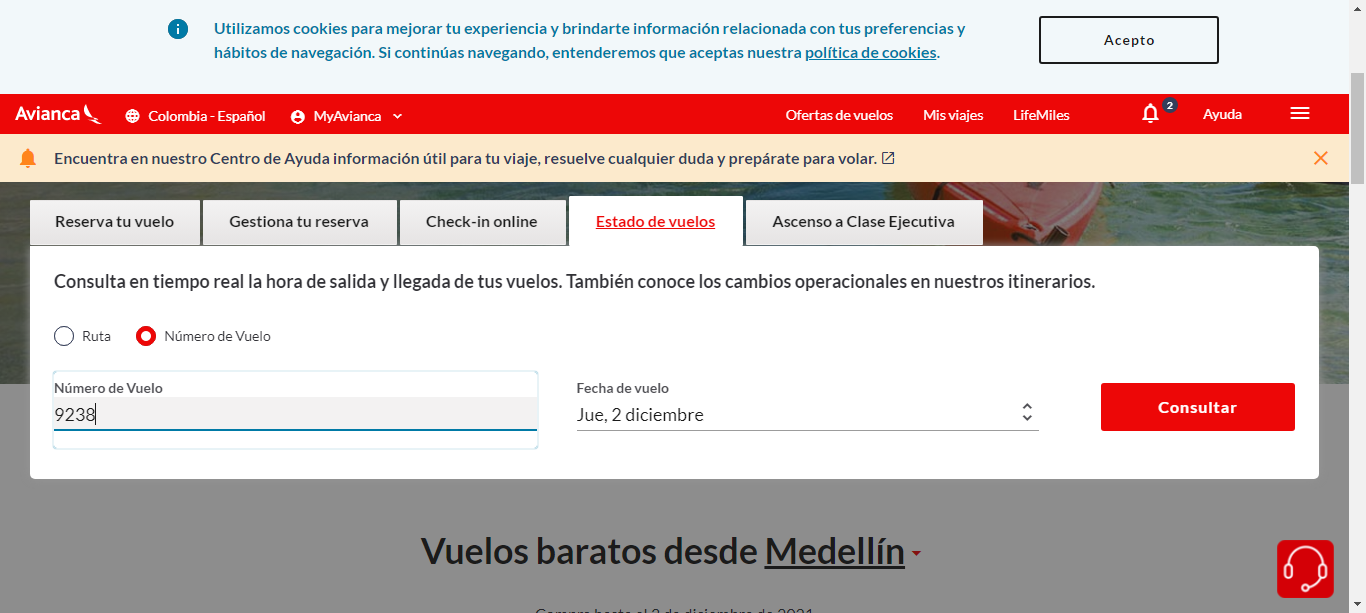 Utilizamos cookies para mejorar tu experiencia y brindarte información relacionada con tus preferencias y
hábitos de navegación. Si continúas navegando, entenderemos que aceptas nuestra política de cookies.
Acepto
Avianca
Colombia - Español
MyAvianca
Ofertas de vuelos
Mis viajes
LifeMiles
2
Ayuda
Encuentra en nuestro Centro de Ayuda información útil para tu viaje, resuelve cualquier duda y prepárate para volar.
Reserva tu vuelo
Gestiona tu reserva
Check-in online
Estado de vuelos
Ascenso a Clase Ejecutiva
Consulta en tiempo real la hora de salida y llegada de tus vuelos. También conoce los cambios operacionales en nuestros itinerarios.
Ruta
Número de Vuelo
Número de Vuelo
9238
Fecha de vuelo
Jue, 2 diciembre
Consultar
Vuelos baratos desde Medellín